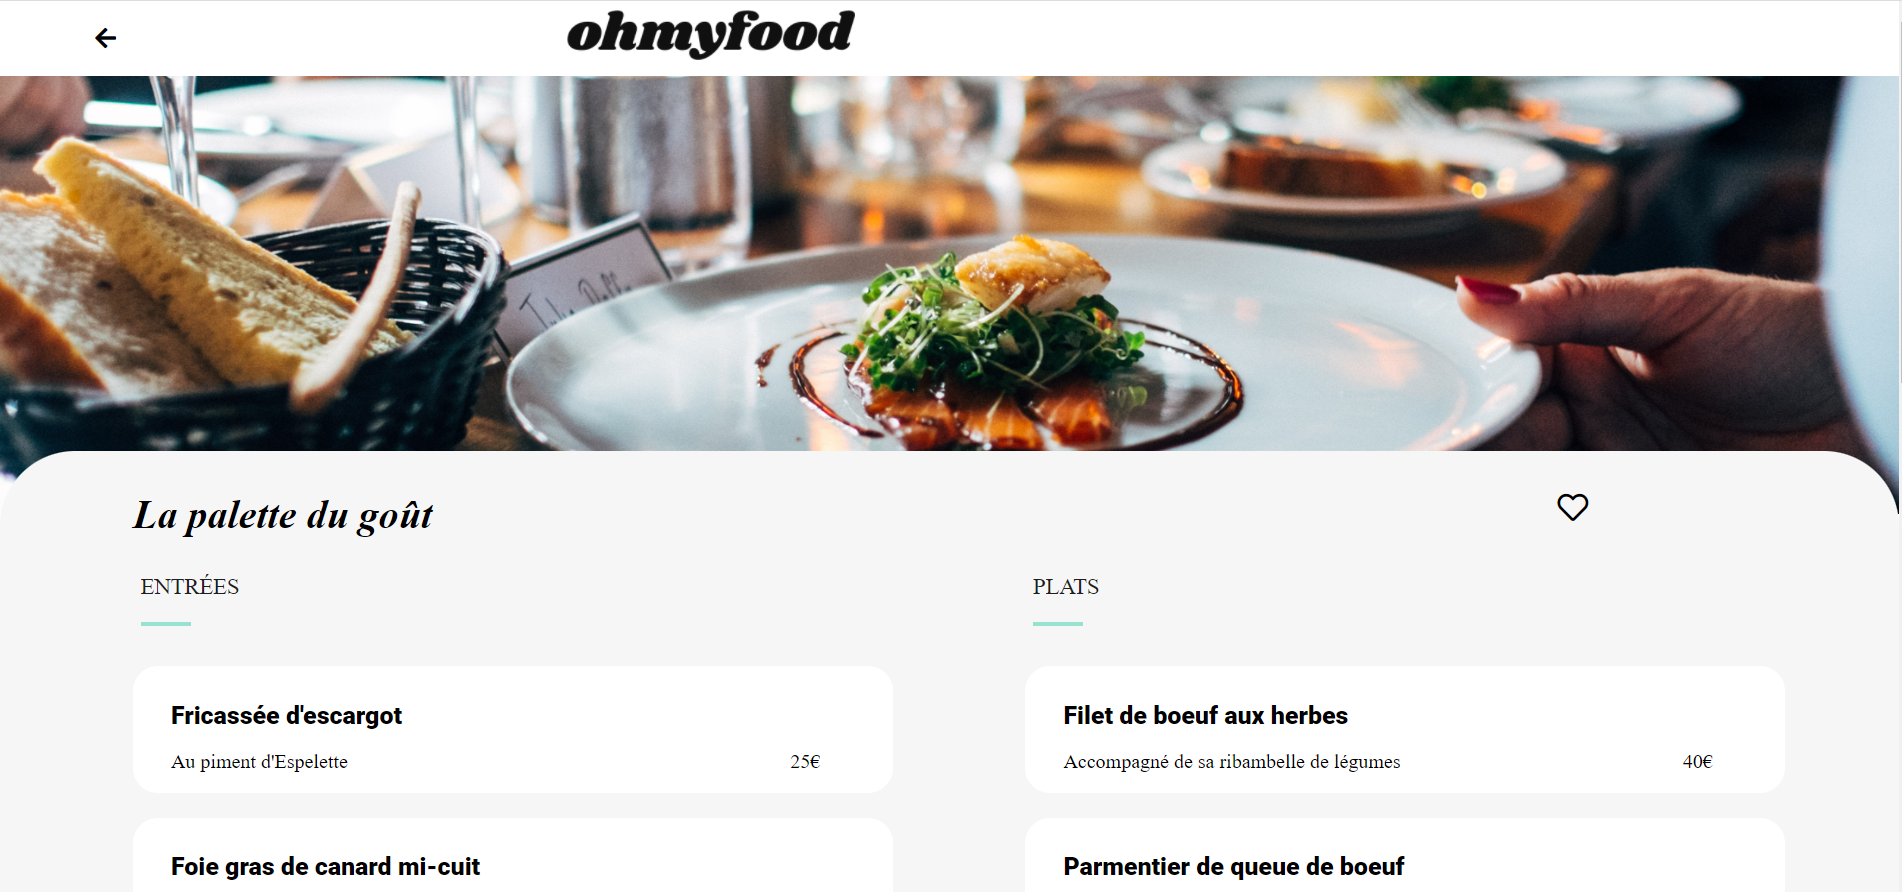 ohmyfood
La palette du goût
ENTRÉES
PLATS
Fricassée d'escargot
Au piment d'Espelette
25€
Filet de boeuf aux herbes
Accompagné de sa ribambelle de légumes
40€
Foie gras de canard mi-cuit
Parmentier de queue de boeuf